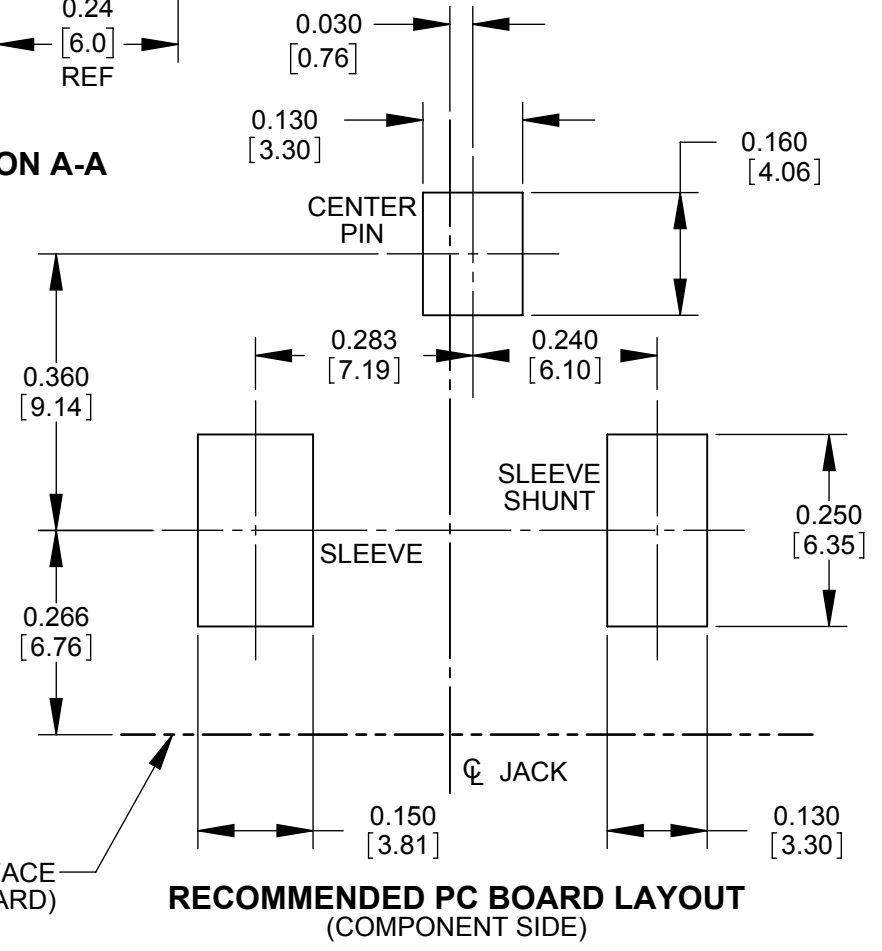 0.24
[6.0]
REF
0.030
[0.76]
0.130
[3.30]
0.160
[4.06]
ON A-A
CENTER
PIN
0.283
[7.19]
0.240
[6.10]
0.360
[9.14]
SLEEVE
SHUNT
0.250
[6.35]
SLEEVE
0.266
[6.76]
℄ JACK
0.150
[3.81]
0.130
[3.30]
FACE
ARD)
RECOMMENDED PC BOARD LAYOUT
(COMPONENT SIDE)